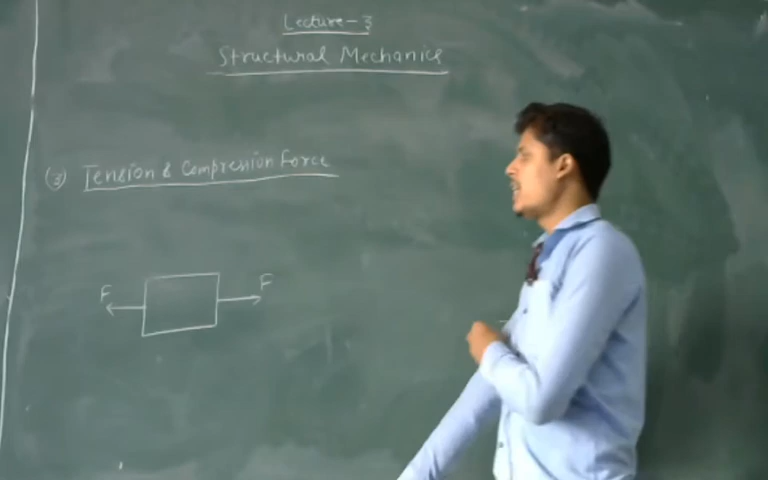 Lecture-3
Structural Mechanics
(3) Tension & Compression Force
F F